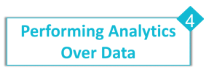 4
Performing Analytics
Over Data